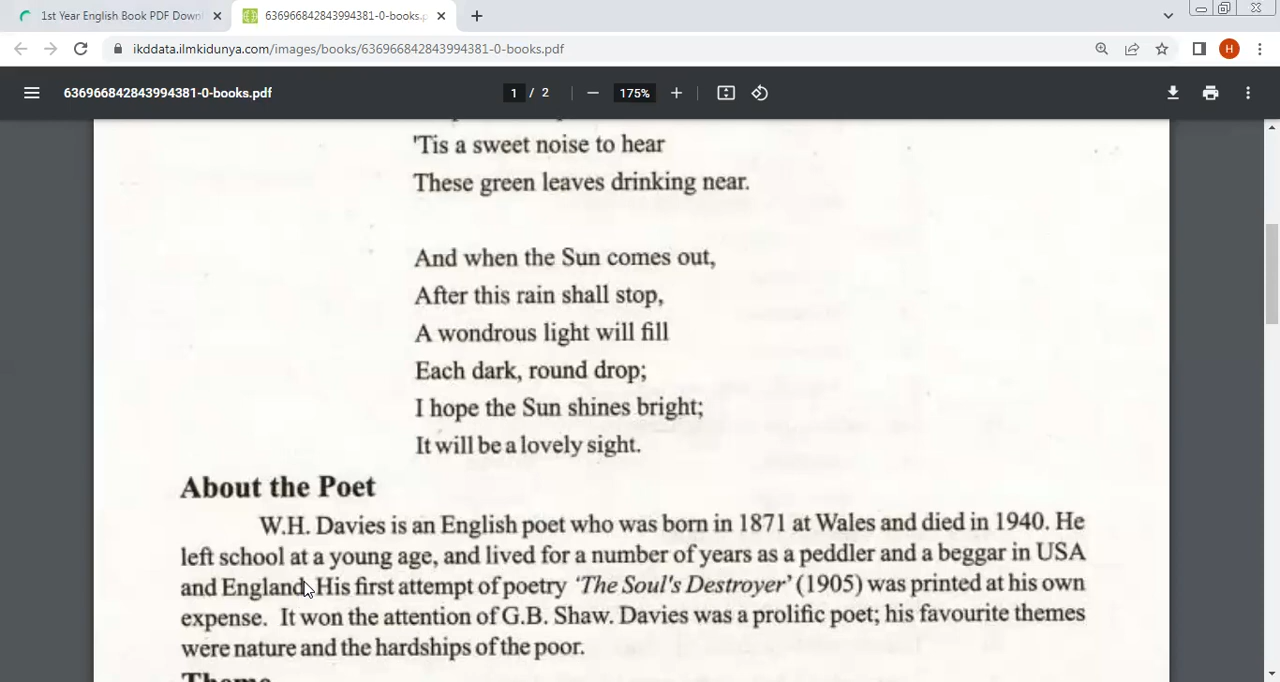 1st Year English Book PDF Down
636966842843994381-0-books.p
ikddata.ilmkidunya.com/images/books/636966842843994381-0-books.pdf
H
636966842843994381-0-books.pdf
1 / 2
175%
'Tis a sweet noise to hear
These green leaves drinking near.
And when the Sun comes out,
After this rain shall stop,
A wondrous light will fill
Each dark, round drop;
I hope the Sun shines bright;
It will be a lovely sight.
About the Poet
W.H. Davies is an English poet who was born in 1871 at Wales and died in 1940. He
left school at a young age, and lived for a number of years as a peddler and a beggar in USA
and England. His first attempt of poetry 'The Soul's Destroyer' (1905) was printed at his own
expense. It won the attention of G.B. Shaw. Davies was a prolific poet; his favourite themes
were nature and the hardships of the poor.
Theme